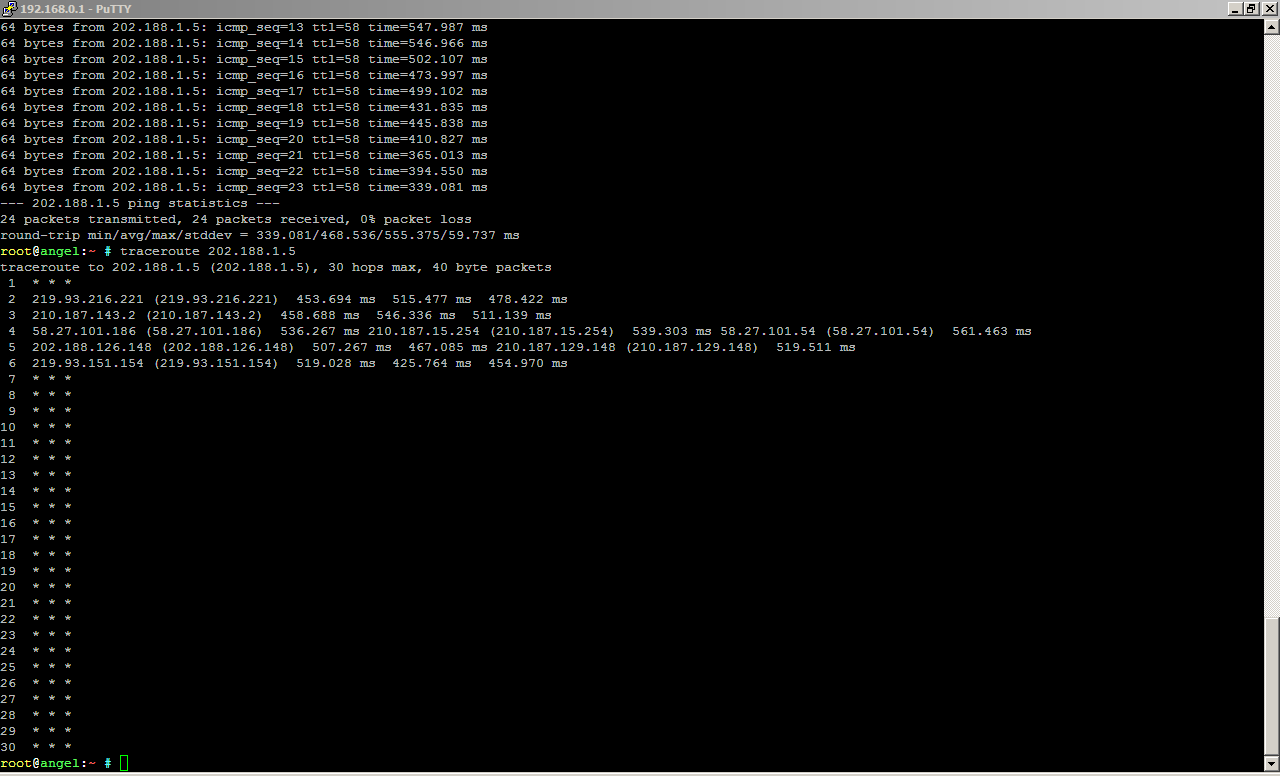 192.168.0.1 - PuTTY
64 bytes from 202.188.1.5: icmp_seq=13 ttl=58 time=547.987 ms
64 bytes from 202.188.1.5: icmp_seq=14 ttl=58 time=546.966 ms
64 bytes from 202.188.1.5: icmp_seq=15 ttl=58 time=502.107 ms
64 bytes from 202.188.1.5: icmp_seq=16 ttl=58 time=473.997 ms
64 bytes from 202.188.1.5: icmp_seq=17 ttl=58 time=499.102 ms
64 bytes from 202.188.1.5: icmp_seq=18 ttl=58 time=431.835 ms
64 bytes from 202.188.1.5: icmp_seq=19 ttl=58 time=445.838 ms
64 bytes from 202.188.1.5: icmp_seq=20 ttl=58 time=410.827 ms
64 bytes from 202.188.1.5: icmp_seq=21 ttl=58 time=365.013 ms
64 bytes from 202.188.1.5: icmp_seq=22 ttl=58 time=394.550 ms
64 bytes from 202.188.1.5: icmp_seq=23 ttl=58 time=339.081 ms
--- 202.188.1.5 ping statistics ---
24 packets transmitted, 24 packets received, 0% packet loss
round-trip min/avg/max/stddev = 339.081/468.536/555.375/59.737 ms
root@angel:~ # traceroute 202.188.1.5
traceroute to 202.188.1.5 (202.188.1.5), 30 hops max, 40 byte packets
 1  * * *
 2  219.93.216.221 (219.93.216.221)  453.694 ms  515.477 ms  478.422 ms
 3  210.187.143.2 (210.187.143.2)  458.688 ms  546.336 ms  511.139 ms
 4  58.27.101.186 (58.27.101.186)  536.267 ms 210.187.15.254 (210.187.15.254)  539.303 ms 58.27.101.54 (58.27.101.54)  561.463 ms
 5  202.188.126.148 (202.188.126.148)  507.267 ms  467.085 ms 210.187.129.148 (210.187.129.148)  519.511 ms
 6  219.93.151.154 (219.93.151.154)  519.028 ms  425.764 ms  454.970 ms
 7  * * *
 8  * * *
 9  * * *
10  * * *
11  * * *
12  * * *
13  * * *
14  * * *
15  * * *
16  * * *
17  * * *
18  * * *
19  * * *
20  * * *
21  * * *
22  * * *
23  * * *
24  * * *
25  * * *
26  * * *
27  * * *
28  * * *
29  * * *
30  * * *
root@angel:~ #